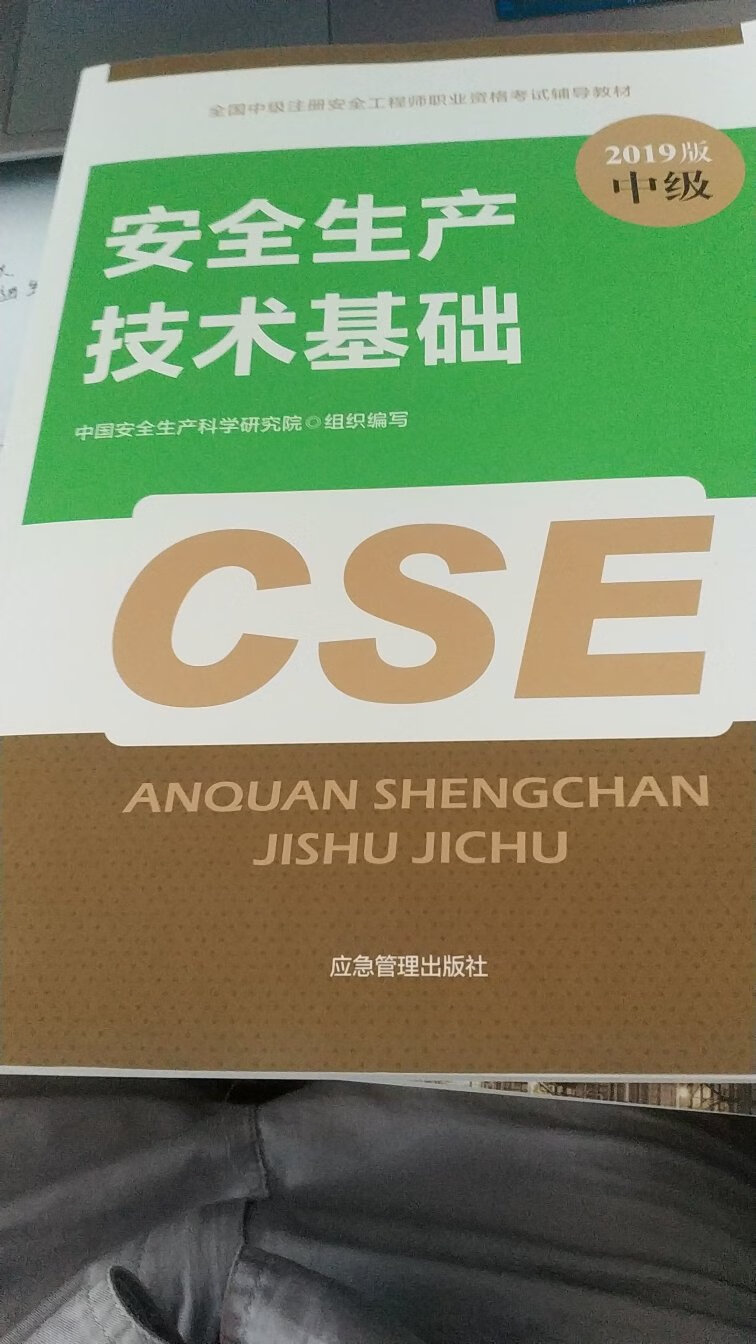 全国中级注册安全工程师职业资格考试辅导教材
2019版
中级
安全生产
技术基础
中国安全生产科学研究院◎组织编写
CSE
ANQUAN SHENGCHAN
JISHU JICHU
应急管理出版社